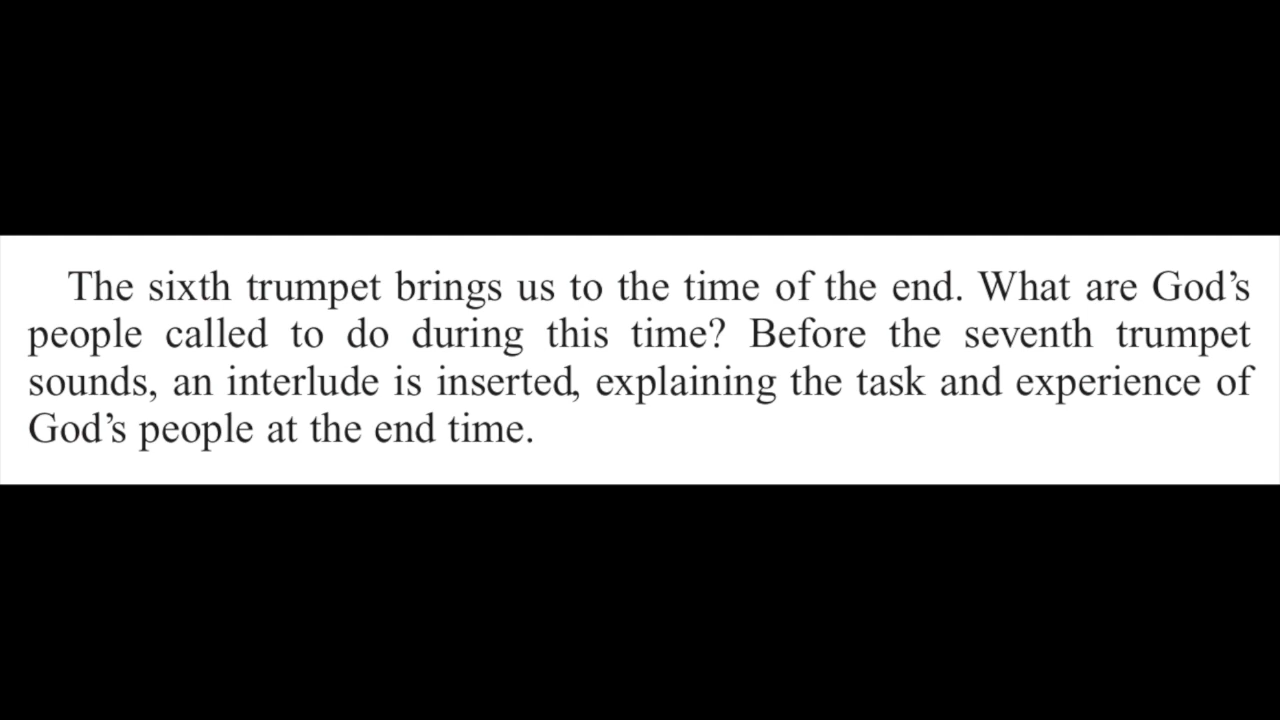 The sixth trumpet brings us to the time of the end. What are God’s
people called to do during this time? Before the seventh trumpet
sounds, an interlude is inserted, explaining the task and experience of
God’s people at the end time.